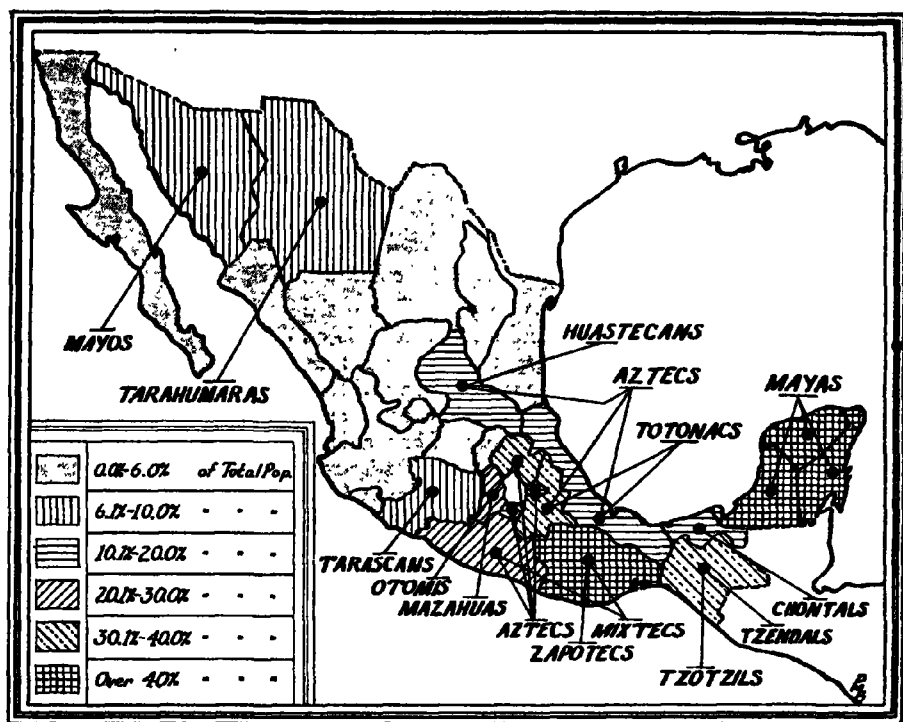 HUASTECANS
MAYOS
AZTECS
MAYAS
TARAHUMARAS
TOTONACS
0.0%-6.0% of Total Pop.
6.1%-10.0% " " "
10.1%-20.0% " " "
20.1%-30.0% " " "
30.1%-40.0% " " "
Over 40% " " "
TARASCANS
OTOMIS
MAZAHUAS
AZTECS
MIXTECS
ZAPOTECS
CHONTALS
TZENDALS
TZOTZILS